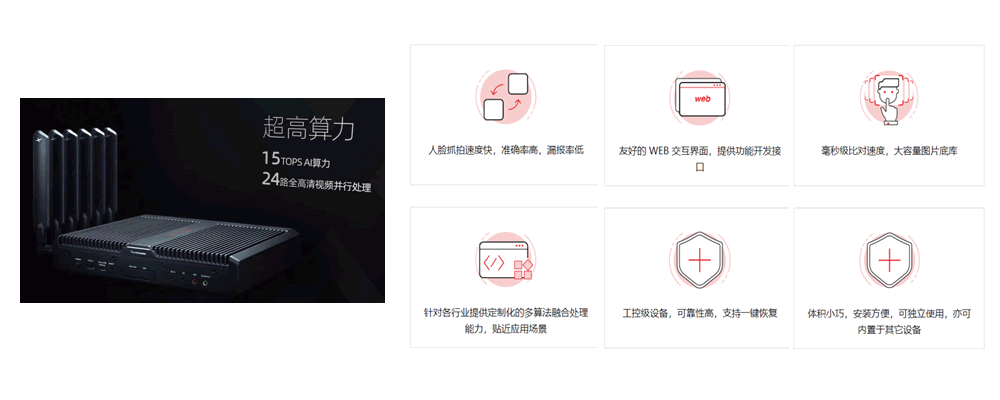 超高算力
15TOPS AI算力
24路全高清视频并行处理
人脸抓拍速度快，准确率高，漏报率低
web
友好的 WEB 交互界面，提供功能开发接
口
毫秒级比对速度，大容量图片底库
</>
针对各行业提供定制化的多算法融合处理
能力，贴近应用场景
工控级设备，可靠性高，支持一键恢复
体积小巧，安装方便，可独立使用，亦可
内置于其它设备